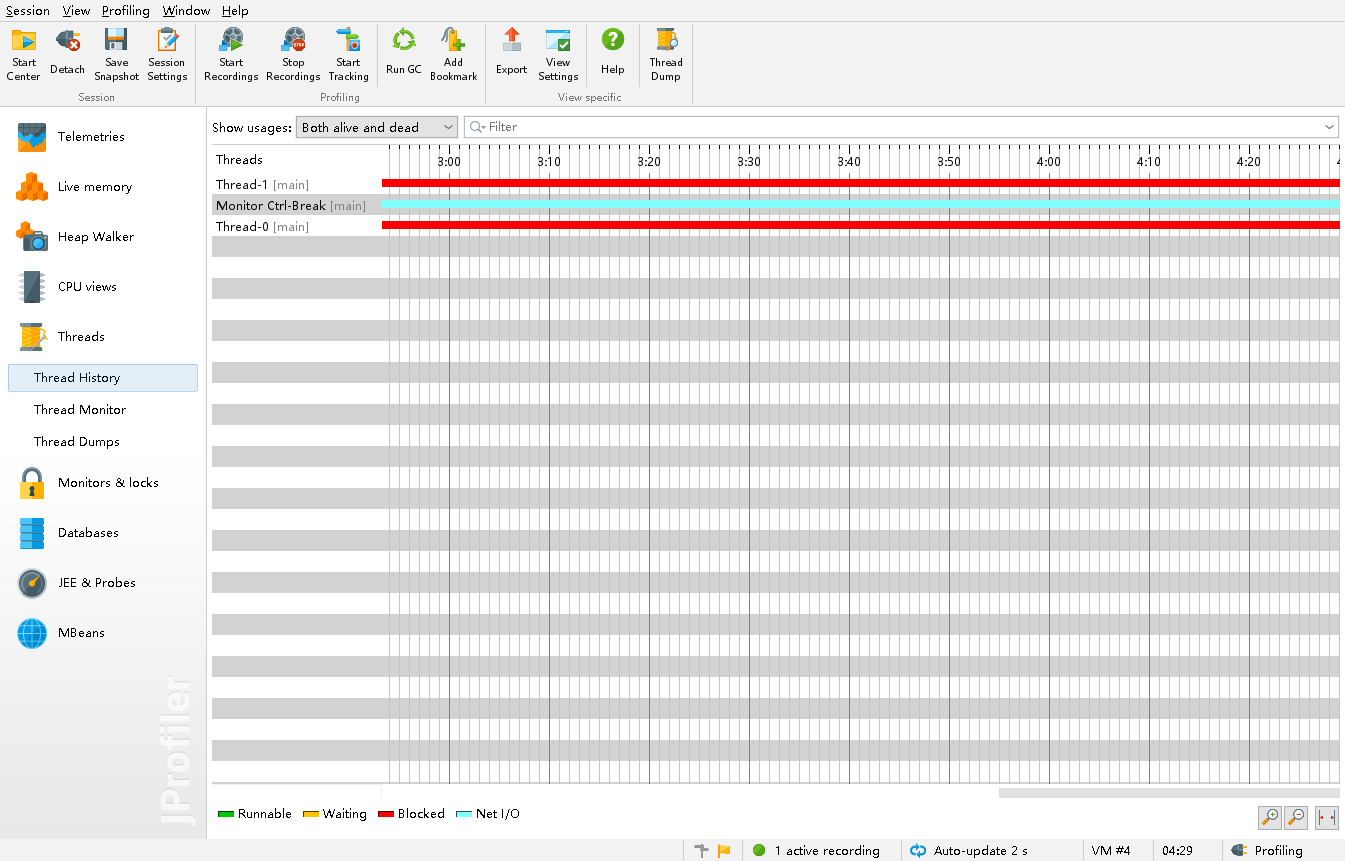 Session View Profiling Window Help
Start Center
Detach
Save Snapshot
Session Settings
Start Recordings
Stop Recordings
Start Tracking
Run GC
Add Bookmark
Export
View Settings
Help
Thread Dump
Session
Profiling
View specific
Telemetries
Live memory
Heap Walker
CPU views
Threads
Thread History
Thread Monitor
Thread Dumps
Monitors & locks
Databases
JEE & Probes
MBeans
JProfiler
Show usages: Both alive and dead
Filter
Threads 3:00 3:10 3:20 3:30 3:40 3:50 4:00 4:10 4:20
Thread-1 [main]
Monitor Ctrl-Break [main]
Thread-0 [main]
Runnable Waiting Blocked Net I/O
1 active recording Auto-update 2 s VM #4 04:29 Profiling